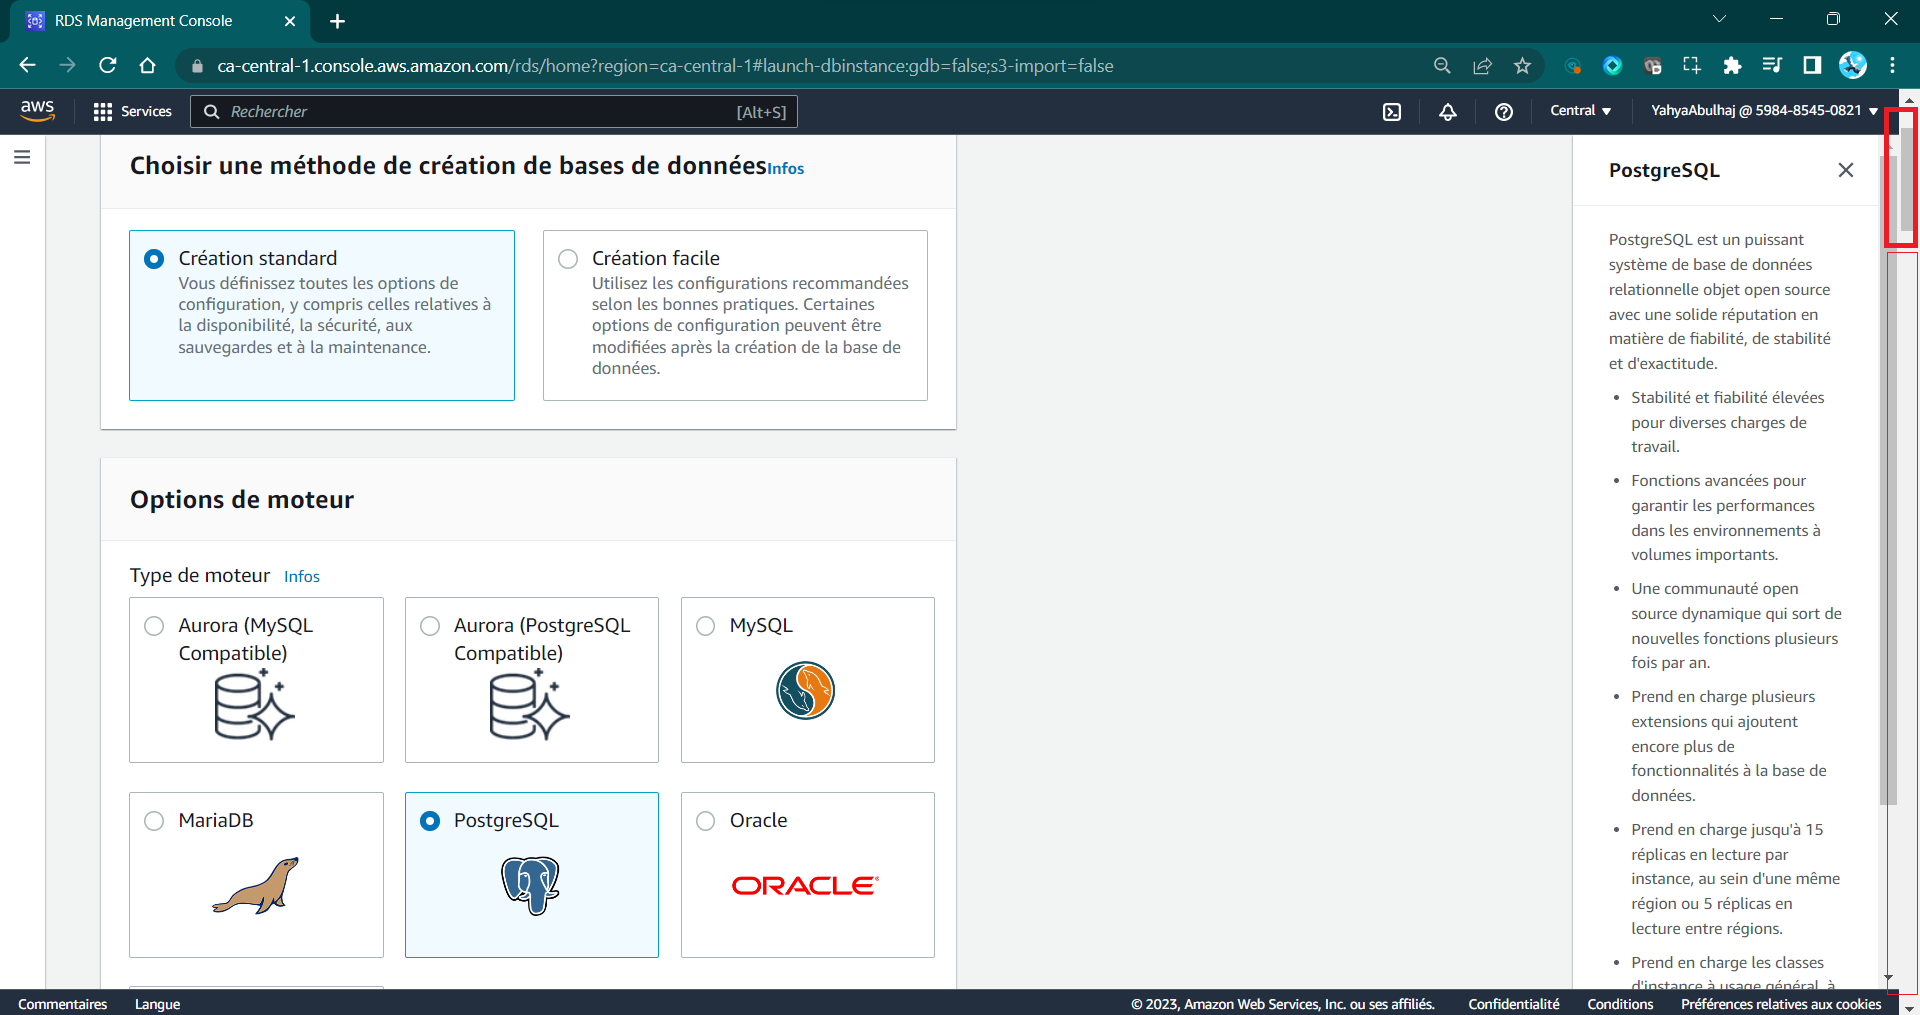 RDS Management Console
ca-central-1.console.aws.amazon.com/rds/home?region=ca-central-1#launch-dbinstance:gdb=false;s3-import=false
aws
Services
Rechercher
[Alt+S]
Central
YahyaAbulhaj @ 5984-8545-0821
Choisir une méthode de création de bases de données Infos
Création standard
Vous définissez toutes les options de
configuration, y compris celles relatives à
la disponibilité, la sécurité, aux
sauvegardes et à la maintenance.
Création facile
Utilisez les configurations recommandées
selon les bonnes pratiques. Certaines
options de configuration peuvent être
modifiées après la création de la base de
données.
Options de moteur
Type de moteur Infos
Aurora (MySQL
Compatible)
Aurora (PostgreSQL
Compatible)
MySQL
MariaDB
PostgreSQL
Oracle
ORACLE
PostgreSQL
PostgreSQL est un puissant
système de base de données
relationnelle objet open source
avec une solide réputation en
matière de fiabilité, de stabilité
et d'exactitude.
• Stabilité et fiabilité élevées
pour diverses charges de
travail.
• Fonctions avancées pour
garantir les performances
dans les environnements à
volumes importants.
• Une communauté open
source dynamique qui sort de
nouvelles fonctions plusieurs
fois par an.
• Prend en charge plusieurs
extensions qui ajoutent
encore plus de
fonctionnalités à la base de
données.
• Prend en charge jusqu'à 15
réplicas en lecture par
instance, au sein d'une même
région ou 5 réplicas en
lecture entre régions.
• Prend en charge les classes
d'instance à usage général, à
Commentaires
Langue
© 2023, Amazon Web Services, Inc. ou ses affiliés.
Confidentialité
Conditions
Préférences relatives aux cookies